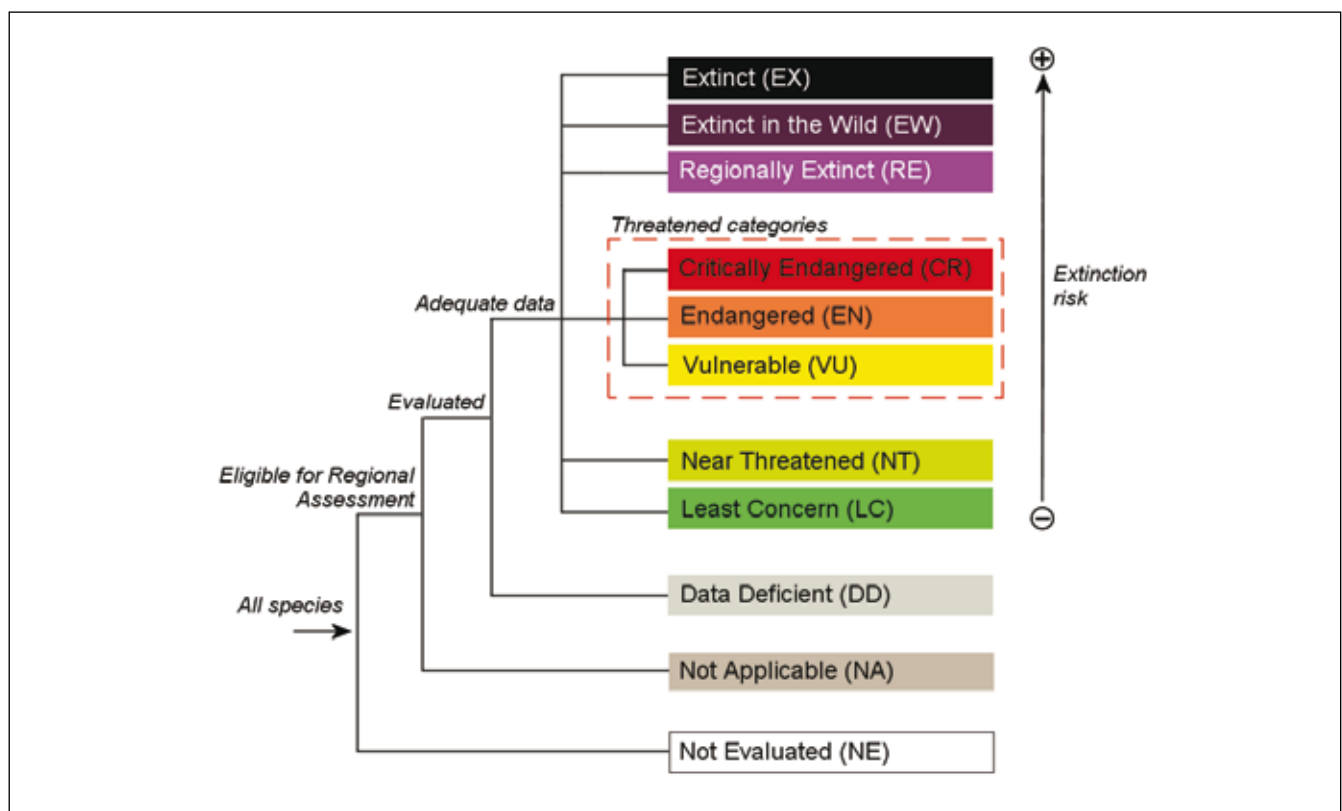 Extinct (EX)
Extinct in the Wild (EW)
Regionally Extinct (RE)
Threatened categories
Critically Endangered (CR)
Extinction
risk
Adequate data
Endangered (EN)
Vulnerable (VU)
Evaluated
Near Threatened (NT)
Eligible for Regional
Assessment
Least Concern (LC)
Data Deficient (DD)
All species
Not Applicable (NA)
Not Evaluated (NE)